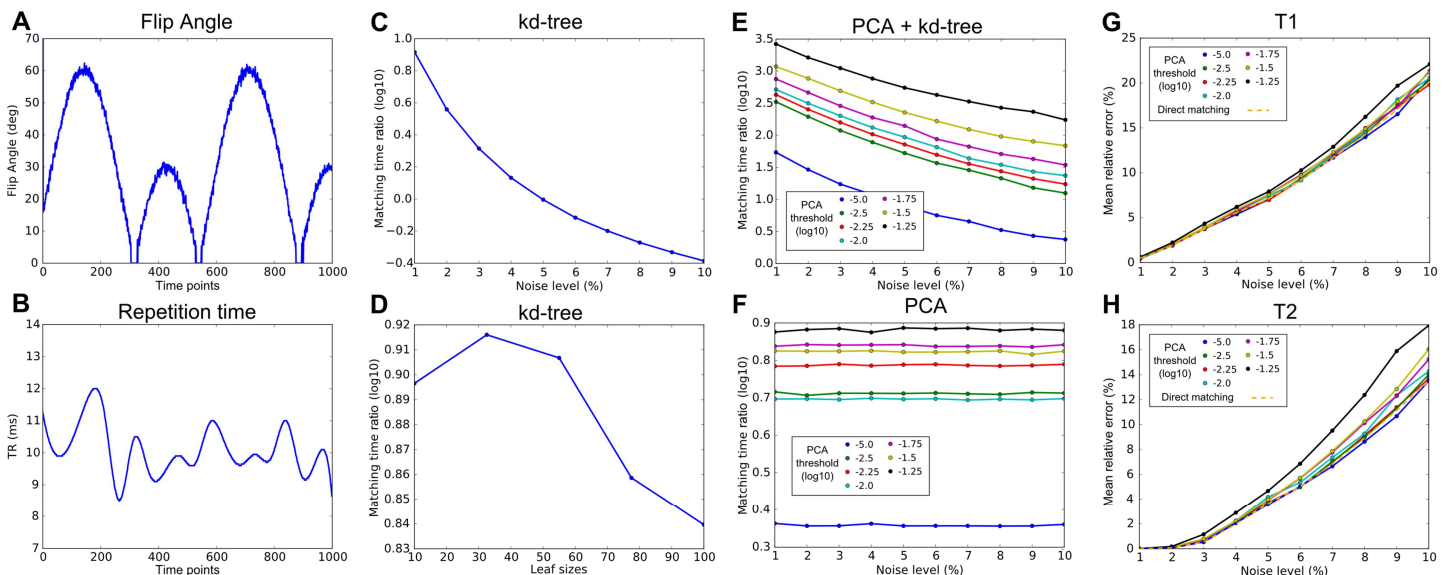 A
Flip Angle
Flip Angle (deg)
70
60
50
40
30
20
10
0
0 200 400 600 800 1000
Time points
B
Repetition time
TR (ms)
14
13
12
11
10
9
8
7
0 200 400 600 800 1000
Time points
C
kd-tree
Matching time ratio (log10)
1.0
0.8
0.6
0.4
0.2
0.0
−0.2
−0.4
1 2 3 4 5 6 7 8 9 10
Noise level (%)
D
kd-tree
Matching time ratio (log10)
0.92
0.91
0.90
0.89
0.88
0.87
0.86
0.85
0.84
0.83
10 20 30 40 50 60 70 80 90 100
Leaf sizes
E
PCA + kd-tree
Matching time ratio (log10)
3.5
3.0
2.5
2.0
1.5
1.0
0.5
0.0
PCA threshold (log10)
-5.0
-2.5
-2.25
-2.0
-1.75
-1.5
-1.25
1 2 3 4 5 6 7 8 9 10
Noise level (%)
F
PCA
Matching time ratio (log10)
0.9
0.8
0.7
0.6
0.5
0.4
0.3
PCA threshold (log10)
-5.0
-2.5
-2.25
-2.0
-1.75
-1.5
-1.25
1 2 3 4 5 6 7 8 9 10
Noise level (%)
G
T1
Mean relative error (%)
25
20
15
10
5
0
PCA threshold (log10)
-5.0
-2.5
-2.25
-2.0
-1.75
-1.5
-1.25
Direct matching
1 2 3 4 5 6 7 8 9 10
Noise level (%)
H
T2
Mean relative error (%)
18
16
14
12
10
8
6
4
2
0
PCA threshold (log10)
-5.0
-2.5
-2.25
-2.0
-1.75
-1.5
-1.25
Direct matching
1 2 3 4 5 6 7 8 9 10
Noise level (%)